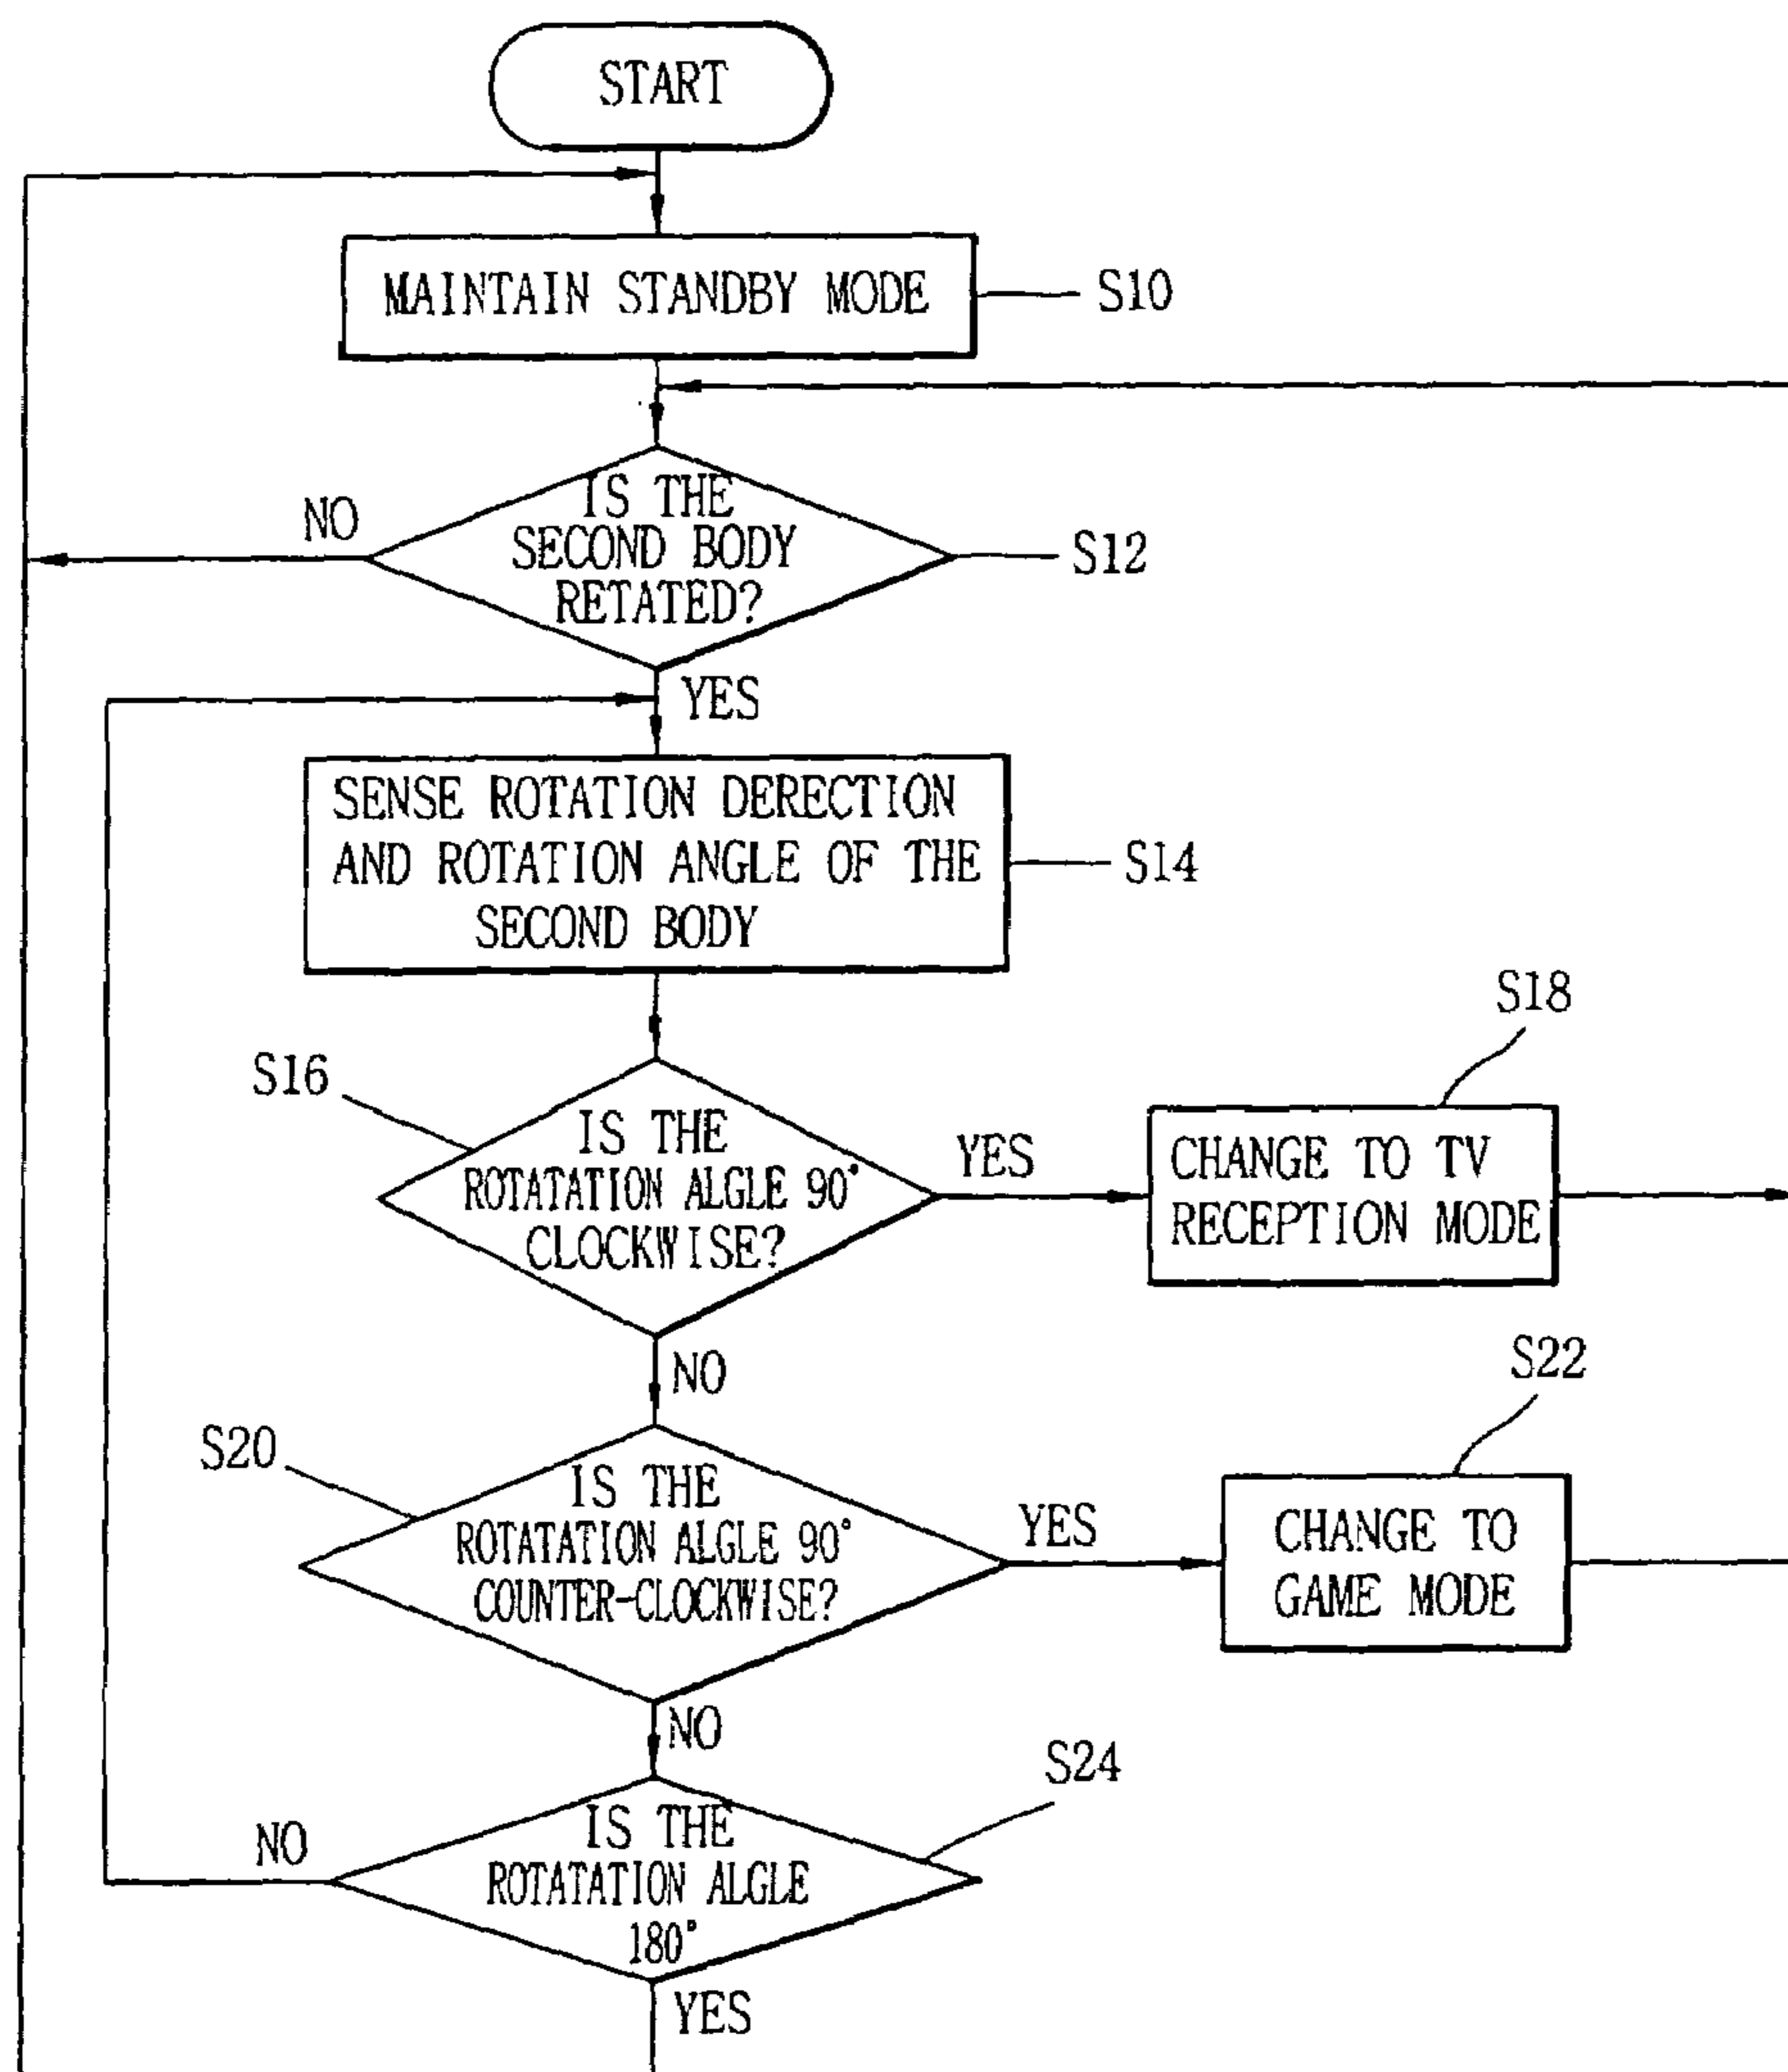 START
MAINTAIN STANDBY MODE
S10
IS THE
SECOND BODY
RETATED?
NO
S12
YES
SENSE ROTATION DERECTION
AND ROTATION ANGLE OF THE
SECOND BODY
S14
S16
IS THE
ROTATATION ALGLE 90°
CLOCKWISE?
YES
S18
CHANGE TO TV
RECEPTION MODE
NO
S20
IS THE
ROTATATION ALGLE 90°
COUNTER-CLOCKWISE?
YES
S22
CHANGE TO
GAME MODE
NO
S24
IS THE
ROTATATION ALGLE
180°
NO
YES